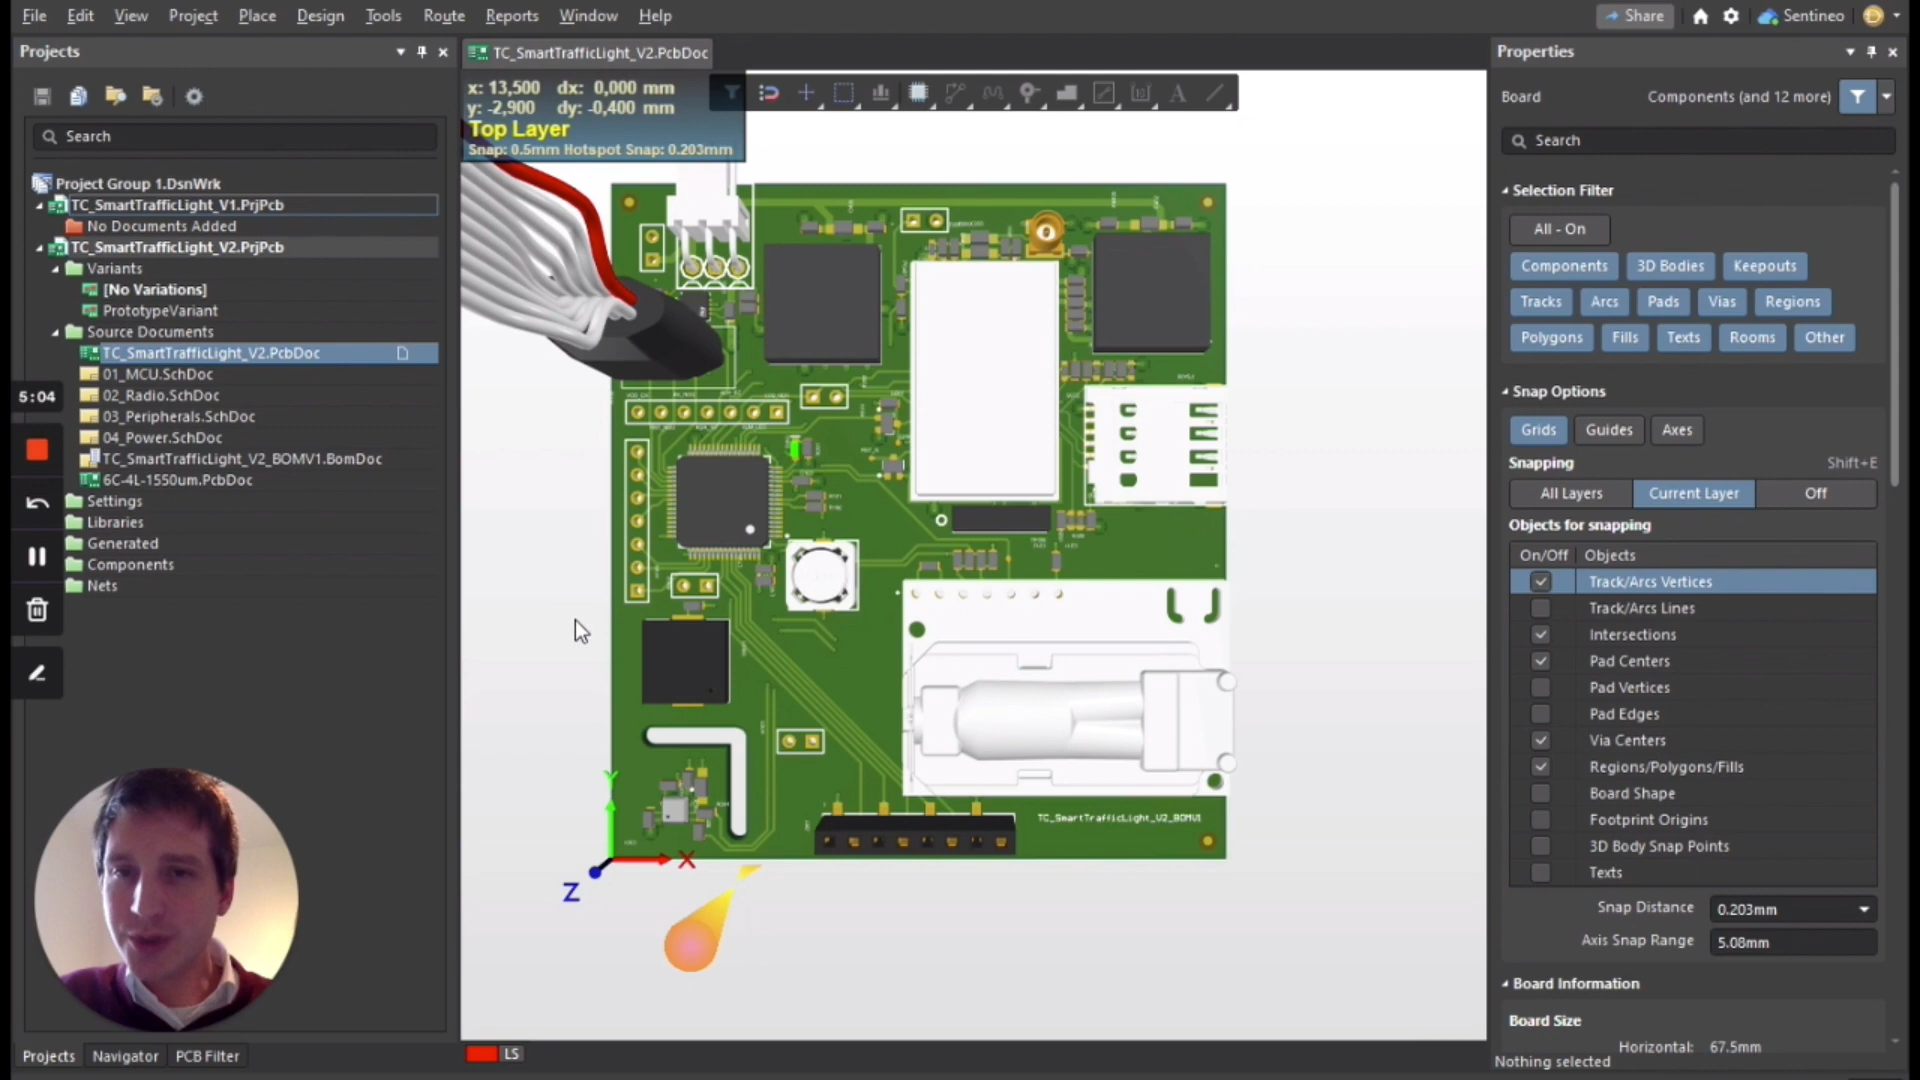 File Edit View Project Place Design Tools Route Reports Window Help
Share Sentineo
Projects
TC_SmartTrafficLight_V2.PcbDoc
Properties
x: 13,500 dx: 0,000 mm
y: -2,900 dy: -0,400 mm
Top Layer
Snap: 0.5mm Hotspot Snap: 0.203mm
Board Components (and 12 more)
Search
Search
Project Group 1.DsnWrk
TC_SmartTrafficLight_V1.PrjPcb
No Documents Added
TC_SmartTrafficLight_V2.PrjPcb
Variants
[No Variations]
PrototypeVariant
Source Documents
TC_SmartTrafficLight_V2.PcbDoc
01_MCU.SchDoc
02_Radio.SchDoc
03_Peripherals.SchDoc
04_Power.SchDoc
TC_SmartTrafficLight_V2_BOMV1.BomDoc
6C-4L-1550um.PcbDoc
Settings
Libraries
Generated
Components
Nets
5:04
TC_SmartTrafficLight_V2_BOMV1
Y
X
Z
Selection Filter
All - On
Components 3D Bodies Keepouts
Tracks Arcs Pads Vias Regions
Polygons Fills Texts Rooms Other
Snap Options
Grids Guides Axes
Snapping Shift+E
All Layers Current Layer Off
Objects for snapping
On/Off Objects
Track/Arcs Vertices
Track/Arcs Lines
Intersections
Pad Centers
Pad Vertices
Pad Edges
Via Centers
Regions/Polygons/Fills
Board Shape
Footprint Origins
3D Body Snap Points
Texts
Snap Distance 0.203mm
Axis Snap Range 5.08mm
Board Information
Board Size
Horizontal: 67.5mm
Nothing selected
Projects Navigator PCB Filter
LS